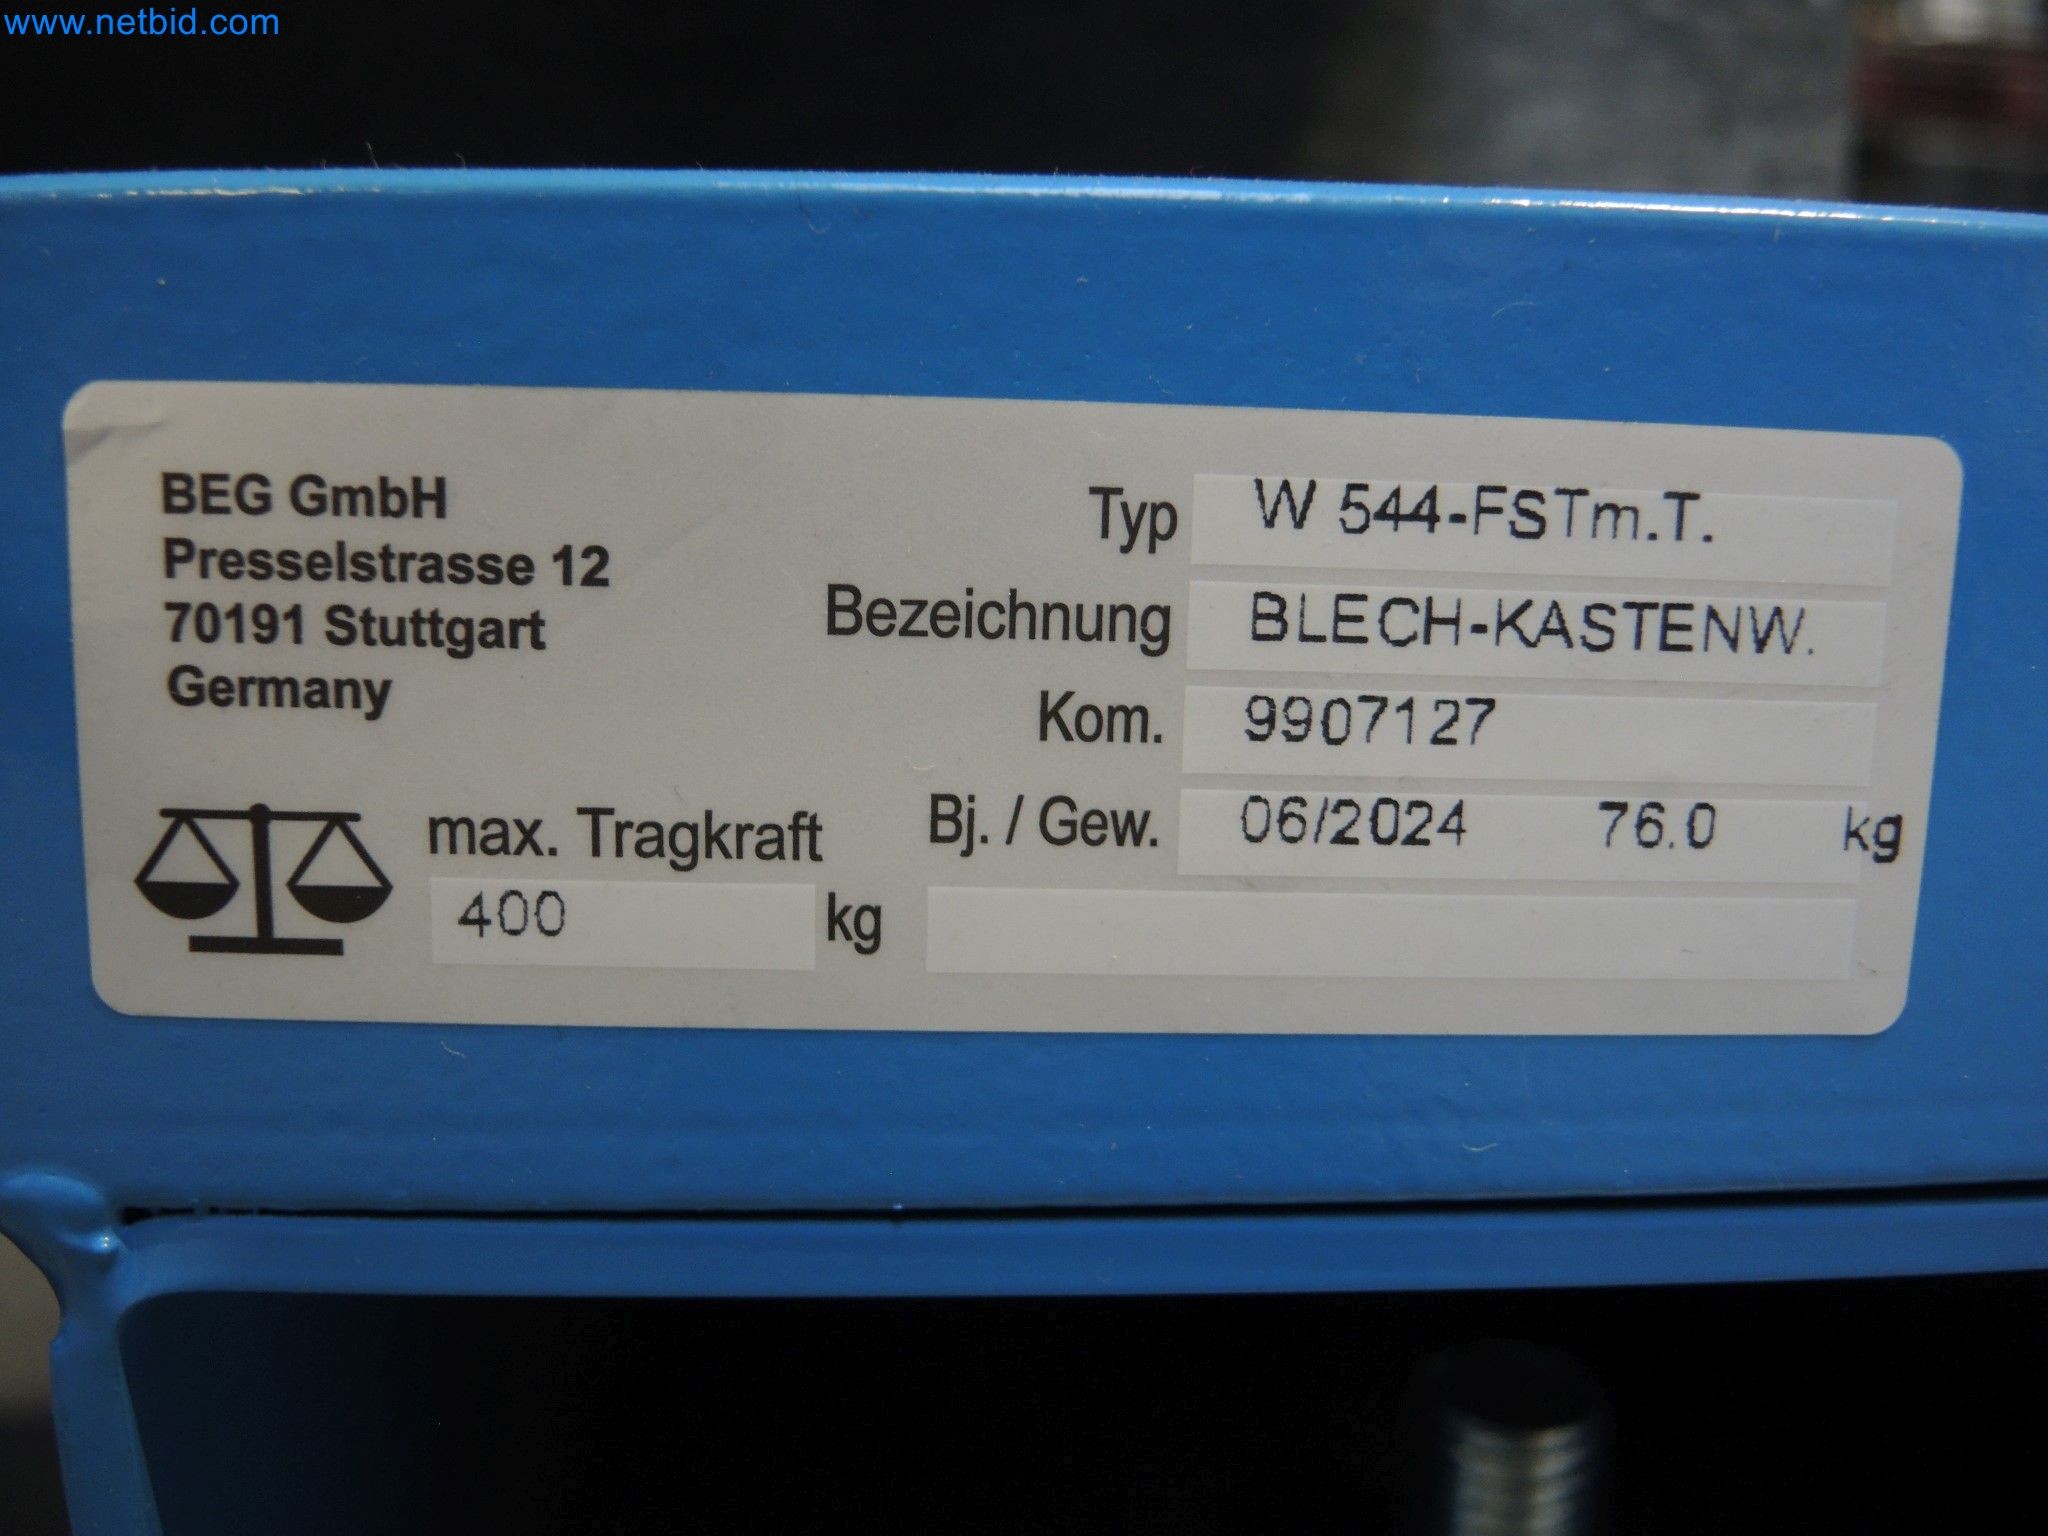 www.netbid.com
BEG GmbH
Presselstrasse 12
70191 Stuttgart
Germany
Typ W 544-FSTm.T.
Bezeichnung BLECH-KASTENW.
Kom. 9907127
Bj. / Gew. 06/2024 76.0 kg
max. Tragkraft
400 kg